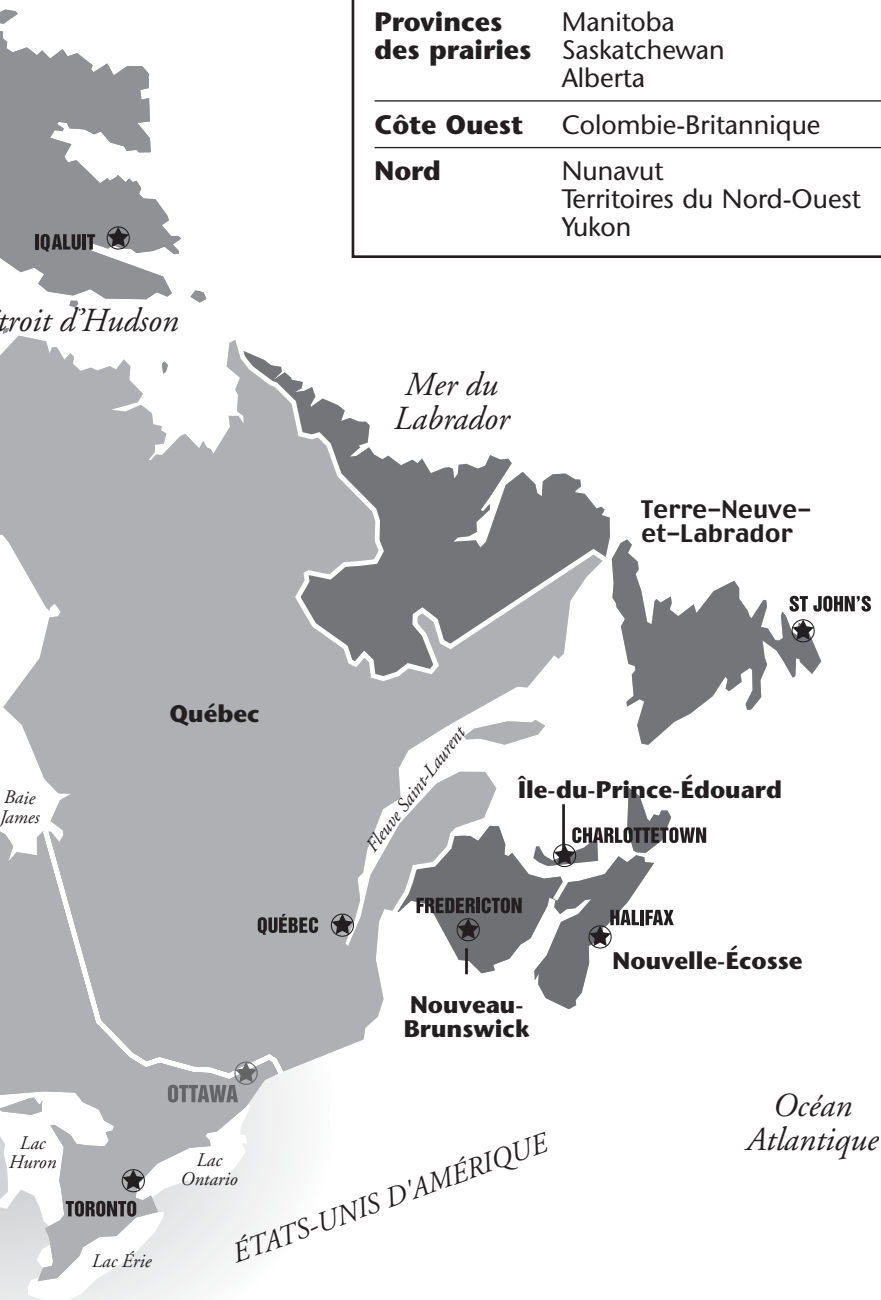 Provinces
des prairies
Manitoba
Saskatchewan
Alberta
Côte Ouest
Colombie-Britannique
Nord
Nunavut
Territoires du Nord-Ouest
Yukon
IQALUIT
troit d'Hudson
Mer du
Labrador
Terre-Neuve-
et-Labrador
ST JOHN'S
Québec
Fleuve Saint-Laurent
Baie
James
Île-du-Prince-Édouard
CHARLOTTETOWN
FREDERICTON
QUÉBEC
HALIFAX
Nouvelle-Écosse
Nouveau-
Brunswick
OTTAWA
Océan
Atlantique
Lac
Huron
Lac
Ontario
TORONTO
ÉTATS-UNIS D'AMÉRIQUE
Lac Érie